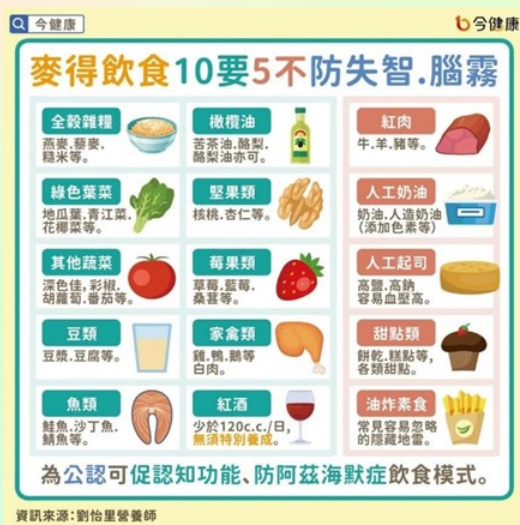 今健康
今健康
麥得飲食10要5不防失智.腦霧
全穀雜糧
燕麥.藜麥.
糙米等。
橄欖油
苦茶油.酪梨.
酪梨油亦可。
紅肉
牛.羊.豬等。
綠色葉菜
地瓜葉.青江菜.
花椰菜等。
堅果類
核桃.杏仁等。
人工奶油
奶油.人造奶油
(添加色素等)
其他蔬菜
深色佳,彩椒.
胡蘿蔔.番茄等。
莓果類
草莓.藍莓.
桑葚等。
人工起司
高鹽.高鈉
容易血壓高。
豆類
豆漿.豆腐等。
家禽類
雞.鴨.鵝等
白肉。
甜點類
餅乾.糕點等,
各類甜點。
魚類
鮭魚.沙丁魚.
鯖魚等。
紅酒
少於120c.c./日,
無須特別養成。
油炸素食
常見容易忽略
的隱藏地雷。
為公認可促認知功能、防阿茲海默症飲食模式。
資訊來源:劉怡里營養師